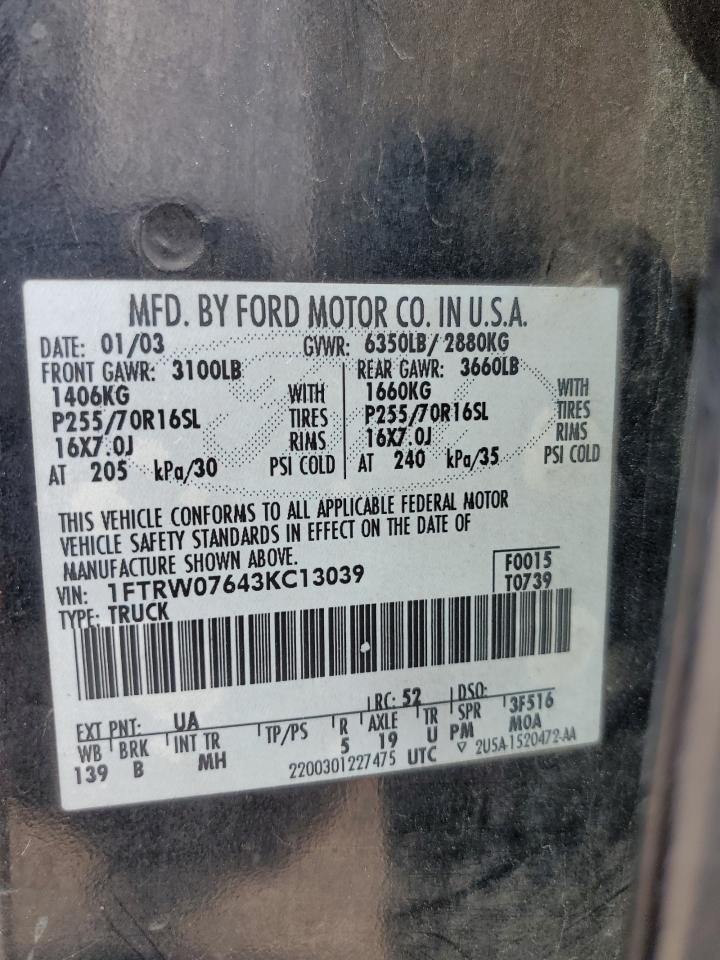 MFD. BY FORD MOTOR CO. IN U.S.A.
DATE: 01/03 GVWR: 6350LB/ 2880KG
FRONT GAWR: 3100LB REAR GAWR: 3660LB
1406KG WITH 1660KG WITH
P255/70R16SL TIRES P255/70R16SL TIRES
16X7.0J RIMS 16X7.0J RIMS
AT 205 kPa/30 PSI COLD AT 240 kPa/35 PSI COLD
THIS VEHICLE CONFORMS TO ALL APPLICABLE FEDERAL MOTOR
VEHICLE SAFETY STANDARDS IN EFFECT ON THE DATE OF
MANUFACTURE SHOWN ABOVE.
VIN: 1FTRW07643KC13039 F0015
TYPE: TRUCK T0739
EXT PNT: UA RC: 52 DSO: 3F516
WB BRK INT TR TP/PS R AXLE TR SPR M0A
139 B MH 5 19 U PM
2200301227475 UTC ▽ 2U5A-1520472-AA